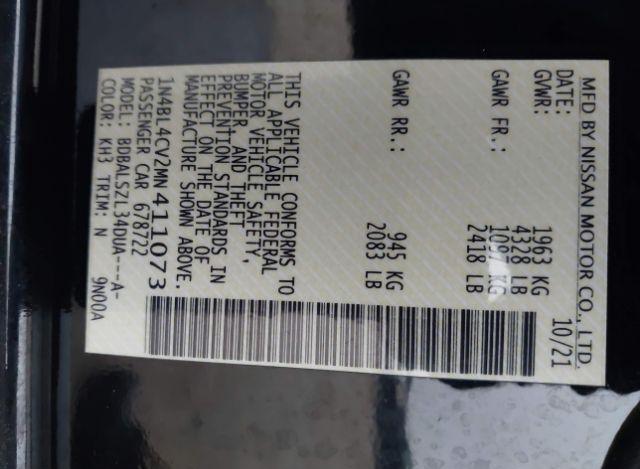 MFD BY NISSAN MOTOR CO., LTD.
DATE: 10/21
GVWR: 1963 KG
4328 LB
GAWR FR.: 1097 KG
2418 LB
GAWR RR.: 945 KG
2083 LB
THIS VEHICLE CONFORMS TO
ALL APPLICABLE FEDERAL
MOTOR VEHICLE SAFETY,
BUMPER, AND THEFT
PREVENTION STANDARDS IN
EFFECT ON THE DATE OF
MANUFACTURE SHOWN ABOVE.
1N4BL4CV2MN411073
PASSENGER CAR 678722
MODEL: BDBALSZL34DUA---A-
COLOR: KH3 TRIM: N 9N00A